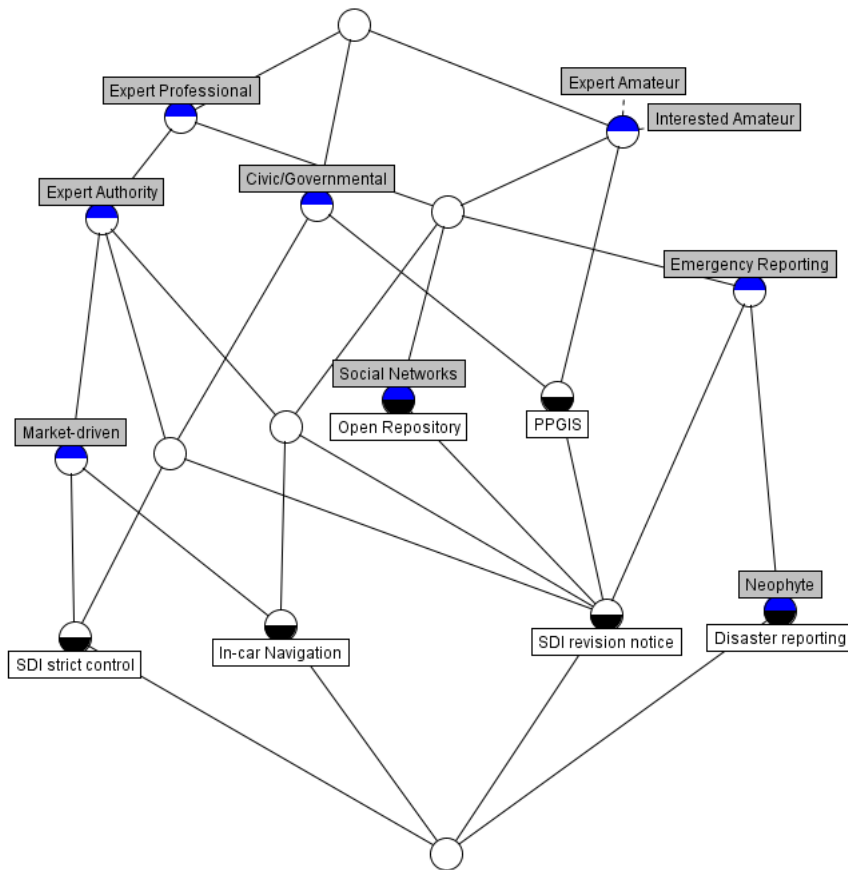 Expert Amateur
Expert Professional
Interested Amateur
Civic/Governmental
Expert Authority
Emergency Reporting
Social Networks
Open Repository
PPGIS
Market-driven
Neophyte
SDI strict control
In-car Navigation
SDI revision notice
Disaster reporting